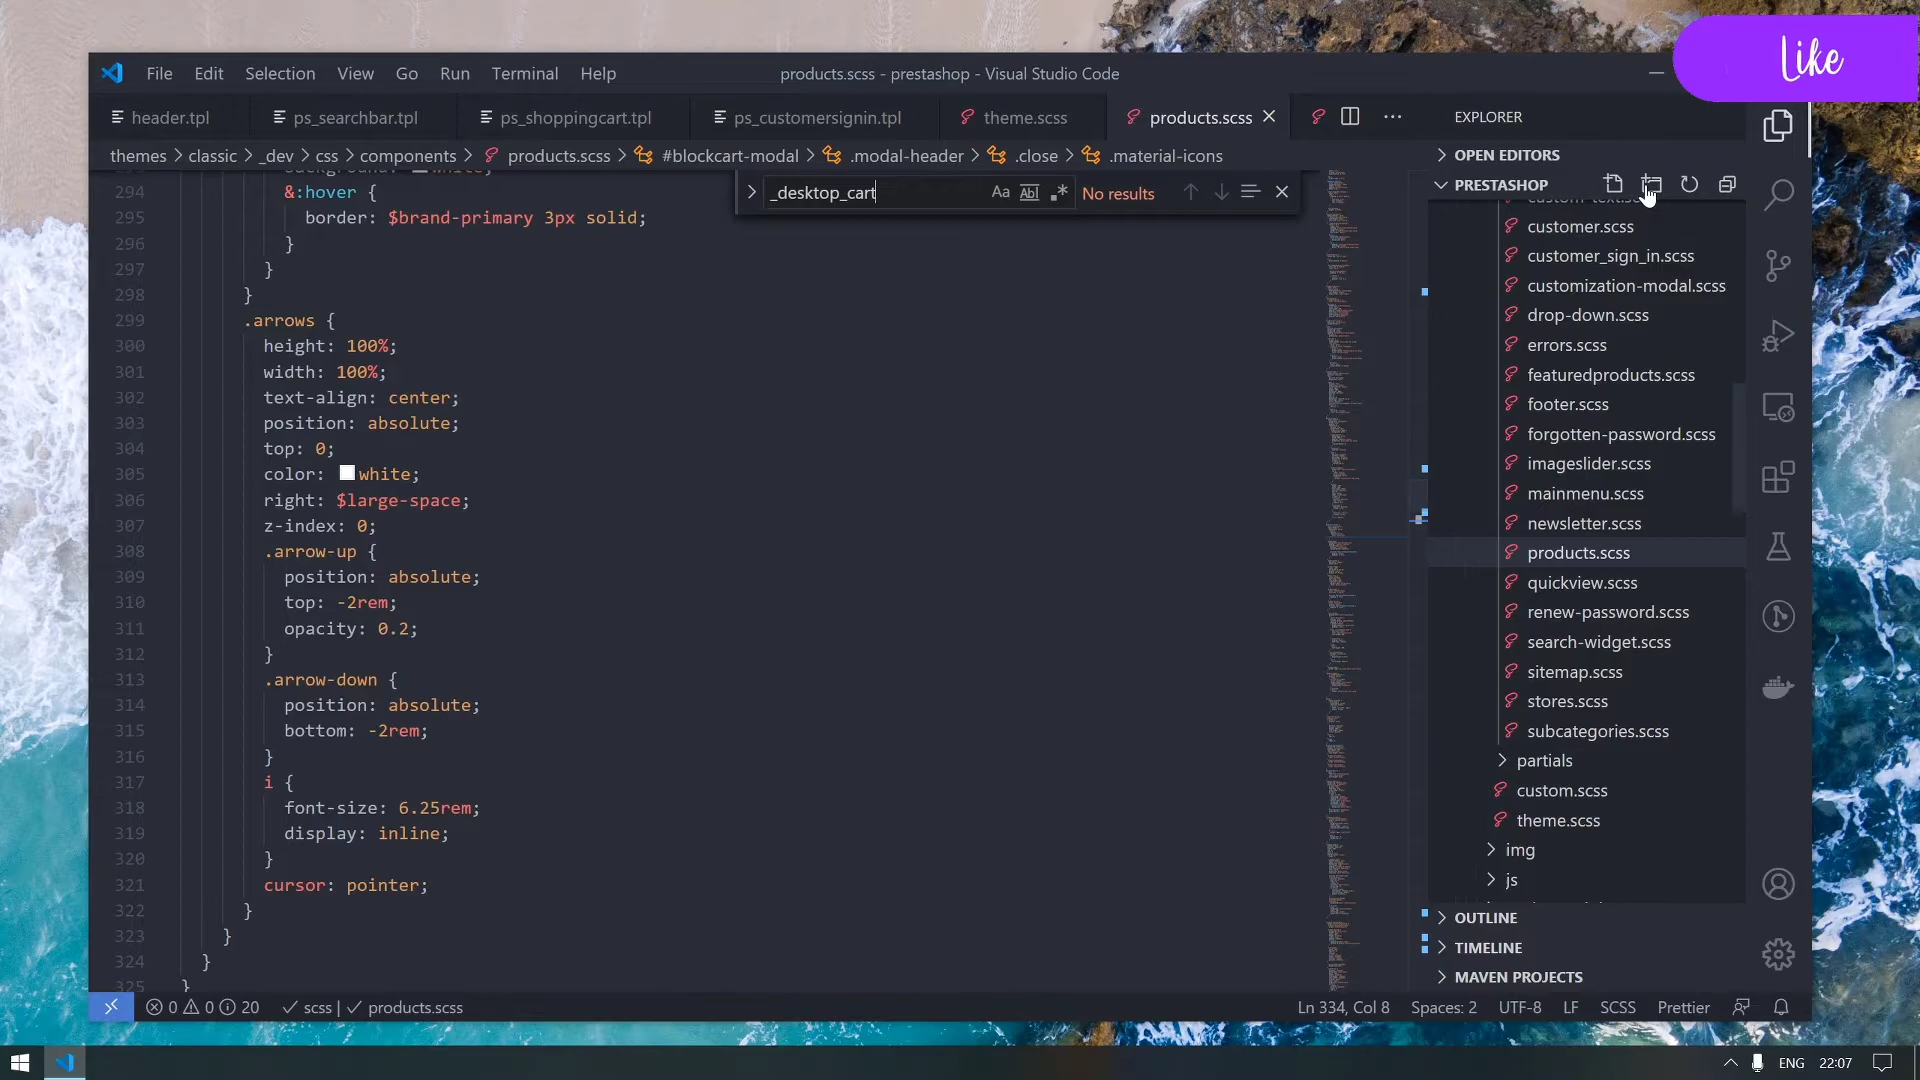 Like
File Edit Selection View Go Run Terminal Help
products.scss - prestashop - Visual Studio Code
header.tpl ps_searchbar.tpl ps_shoppingcart.tpl ps_customersignin.tpl theme.scss products.scss
EXPLORER
themes > classic > _dev > css > components > products.scss > #blockcart-modal > .modal-header > .close > .material-icons
OPEN EDITORS
PRESTASHOP
_desktop_cart
Aa Ab No results
294 &:hover {
295 border: $brand-primary 3px solid;
296 }
297 }
298 }
299 .arrows {
300 height: 100%;
301 width: 100%;
302 text-align: center;
303 position: absolute;
304 top: 0;
305 color: white;
306 right: $large-space;
307 z-index: 0;
308 .arrow-up {
309 position: absolute;
310 top: -2rem;
311 opacity: 0.2;
312 }
313 .arrow-down {
314 position: absolute;
315 bottom: -2rem;
316 }
317 i {
318 font-size: 6.25rem;
319 display: inline;
320 }
321 cursor: pointer;
322 }
323 }
324 }
325 }
customer.scss
customer_sign_in.scss
customization-modal.scss
drop-down.scss
errors.scss
featuredproducts.scss
footer.scss
forgotten-password.scss
imageslider.scss
mainmenu.scss
newsletter.scss
products.scss
quickview.scss
renew-password.scss
search-widget.scss
sitemap.scss
stores.scss
subcategories.scss
partials
custom.scss
theme.scss
img
js
OUTLINE
TIMELINE
MAVEN PROJECTS
0 0 20 scss | products.scss
Ln 334, Col 8 Spaces: 2 UTF-8 LF SCSS Prettier
ENG 22:07